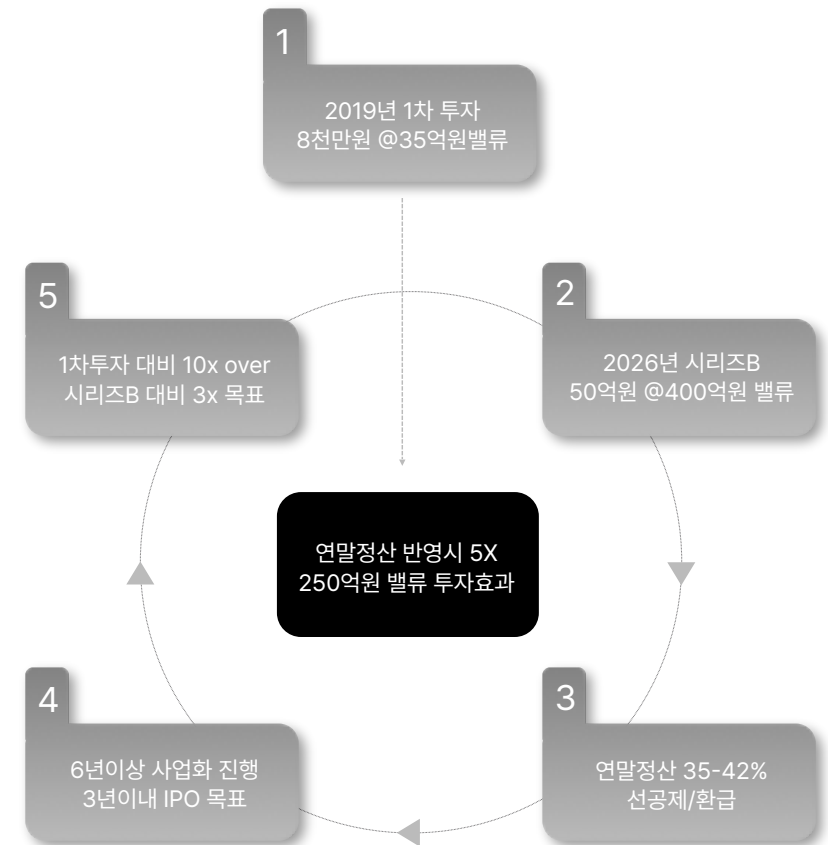 1
2019년 1차 투자
8천만원 @35억원밸류
2
2026년 시리즈B
50억원 @400억원 밸류
3
연말정산 35-42%
선공제/환급
4
6년이상 사업화 진행
3년이내 IPO 목표
5
1차투자 대비 10x over
시리즈B 대비 3x 목표
연말정산 반영시 5X
250억원 밸류 투자효과